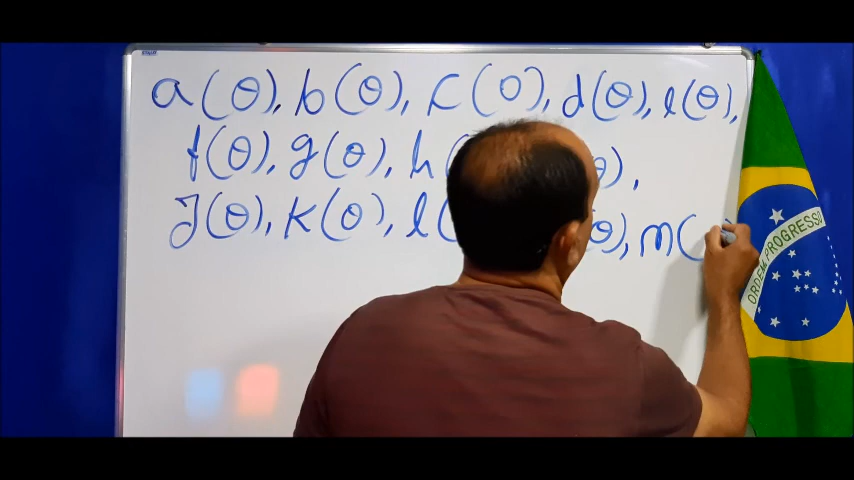 a(θ), b(θ), c(θ), d(θ), e(θ),
f(θ), g(θ), h( θ),
J(θ), K(θ), l( θ), m(
ORDEM PROGRESSO